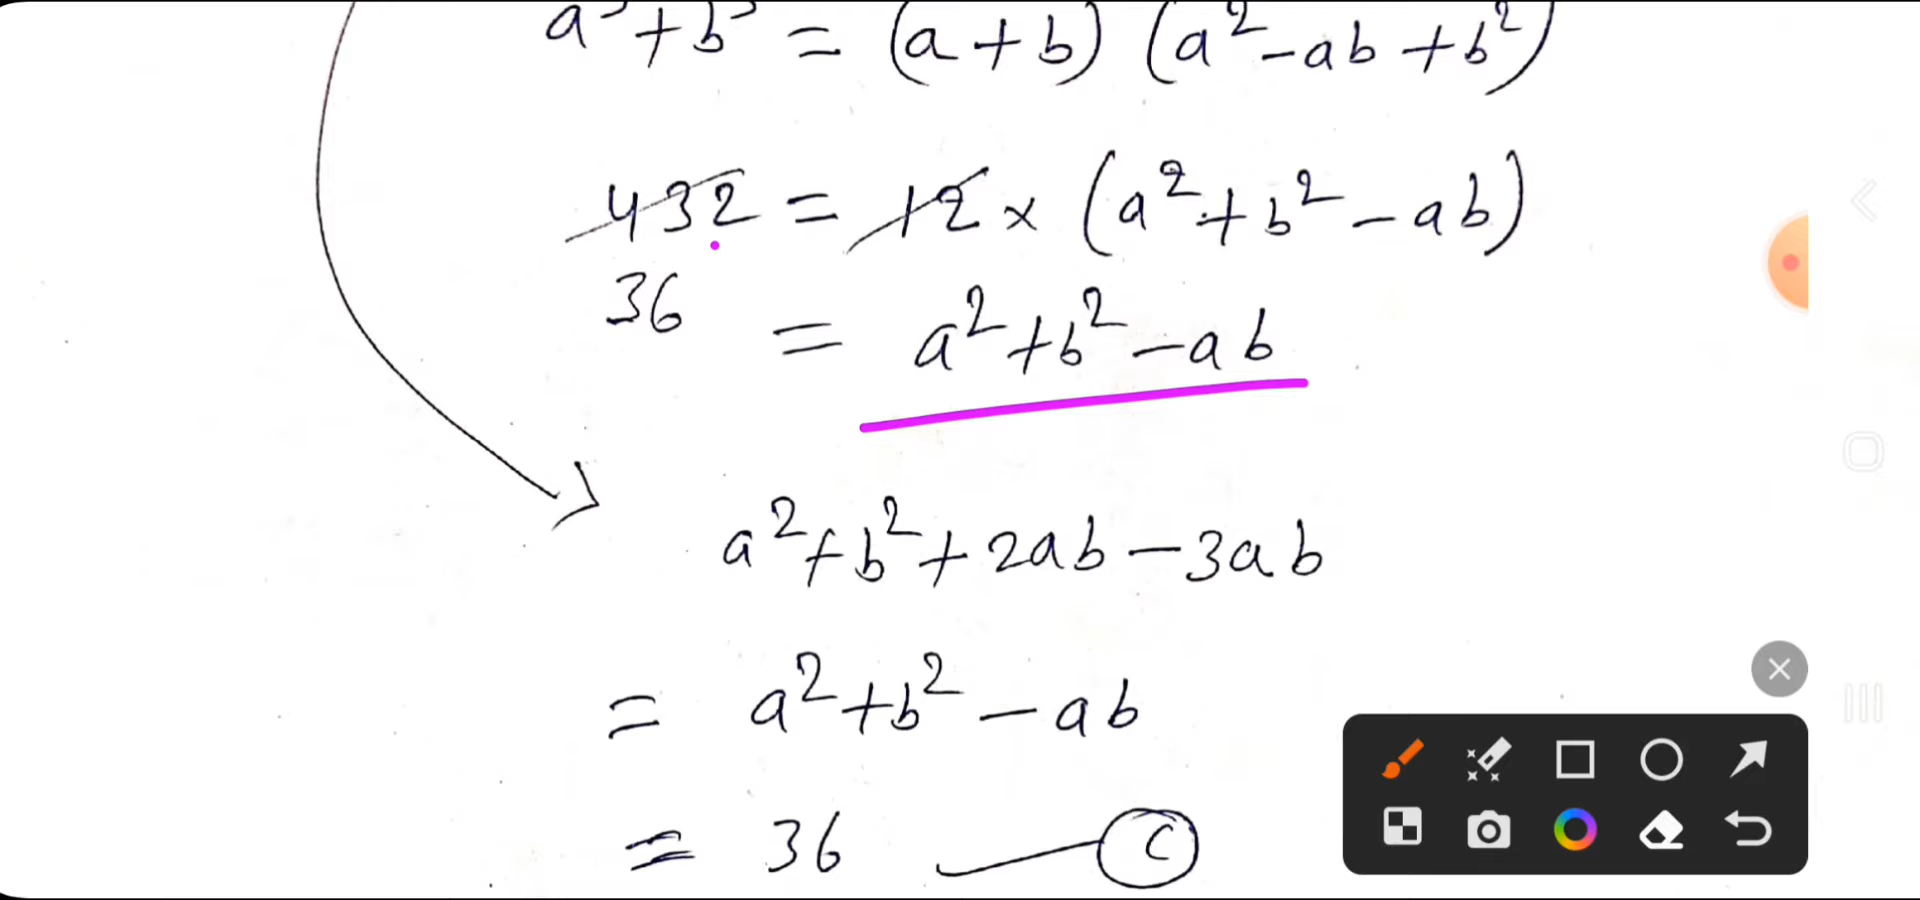 a³+b³ = (a+b) (a²-ab+b²)
432 = 12 × (a²+b²-ab)
36 = a²+b²-ab
a²+b²+2ab-3ab
= a²+b²-ab
= 36 — C